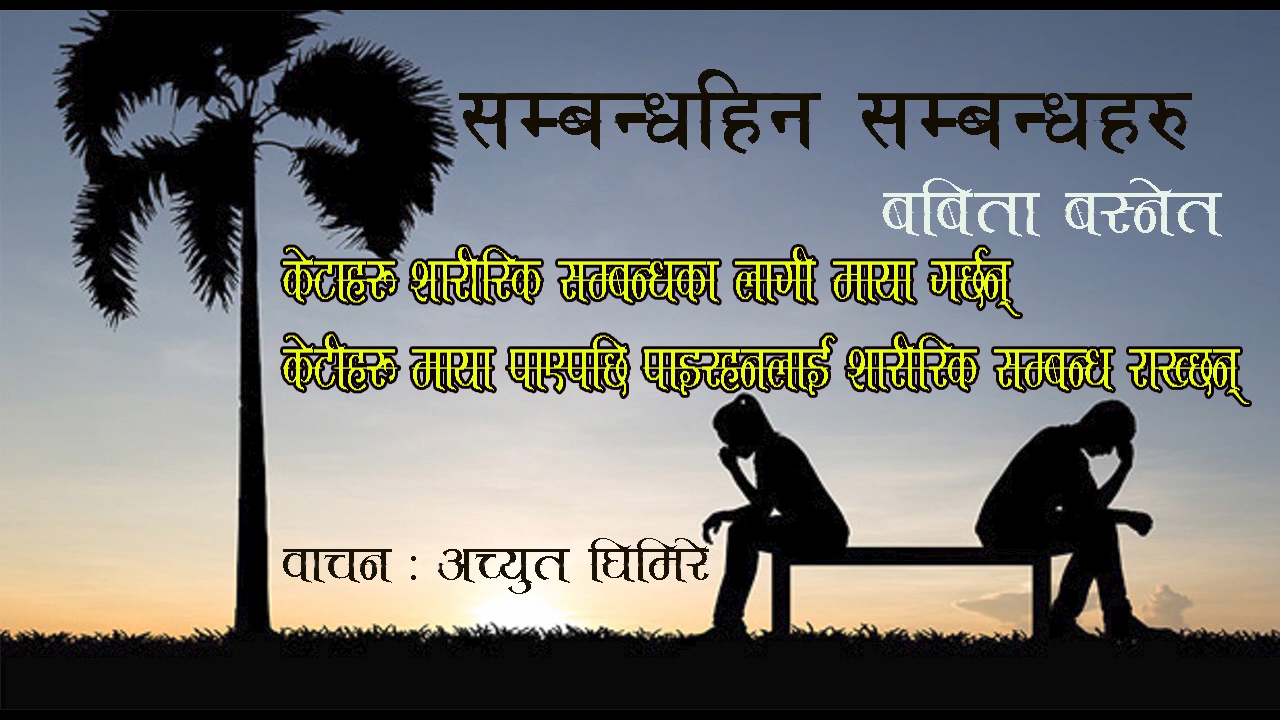 सम्बन्धहिन सम्बन्धहरु
बबिता बस्नेत
केटाहरु शारीरिक सम्बन्धका लागी माया गर्छन्
केटीहरु माया पाएपछि पाइरहनलाई शारीरिक सम्बन्ध राख्छन्
वाचन : अच्युत घिमिरे